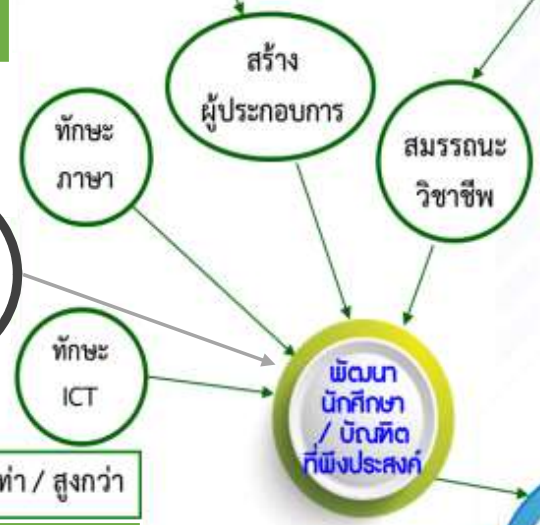 สร้าง
ผู้ประกอบการ
ทักษะ
ภาษา
สมรรถนะ
วิชาชีพ
ทักษะ
ICT
พัฒนา
นักศึกษา
/ บัณฑิต
ที่พึงประสงค์
/ สูงกว่า